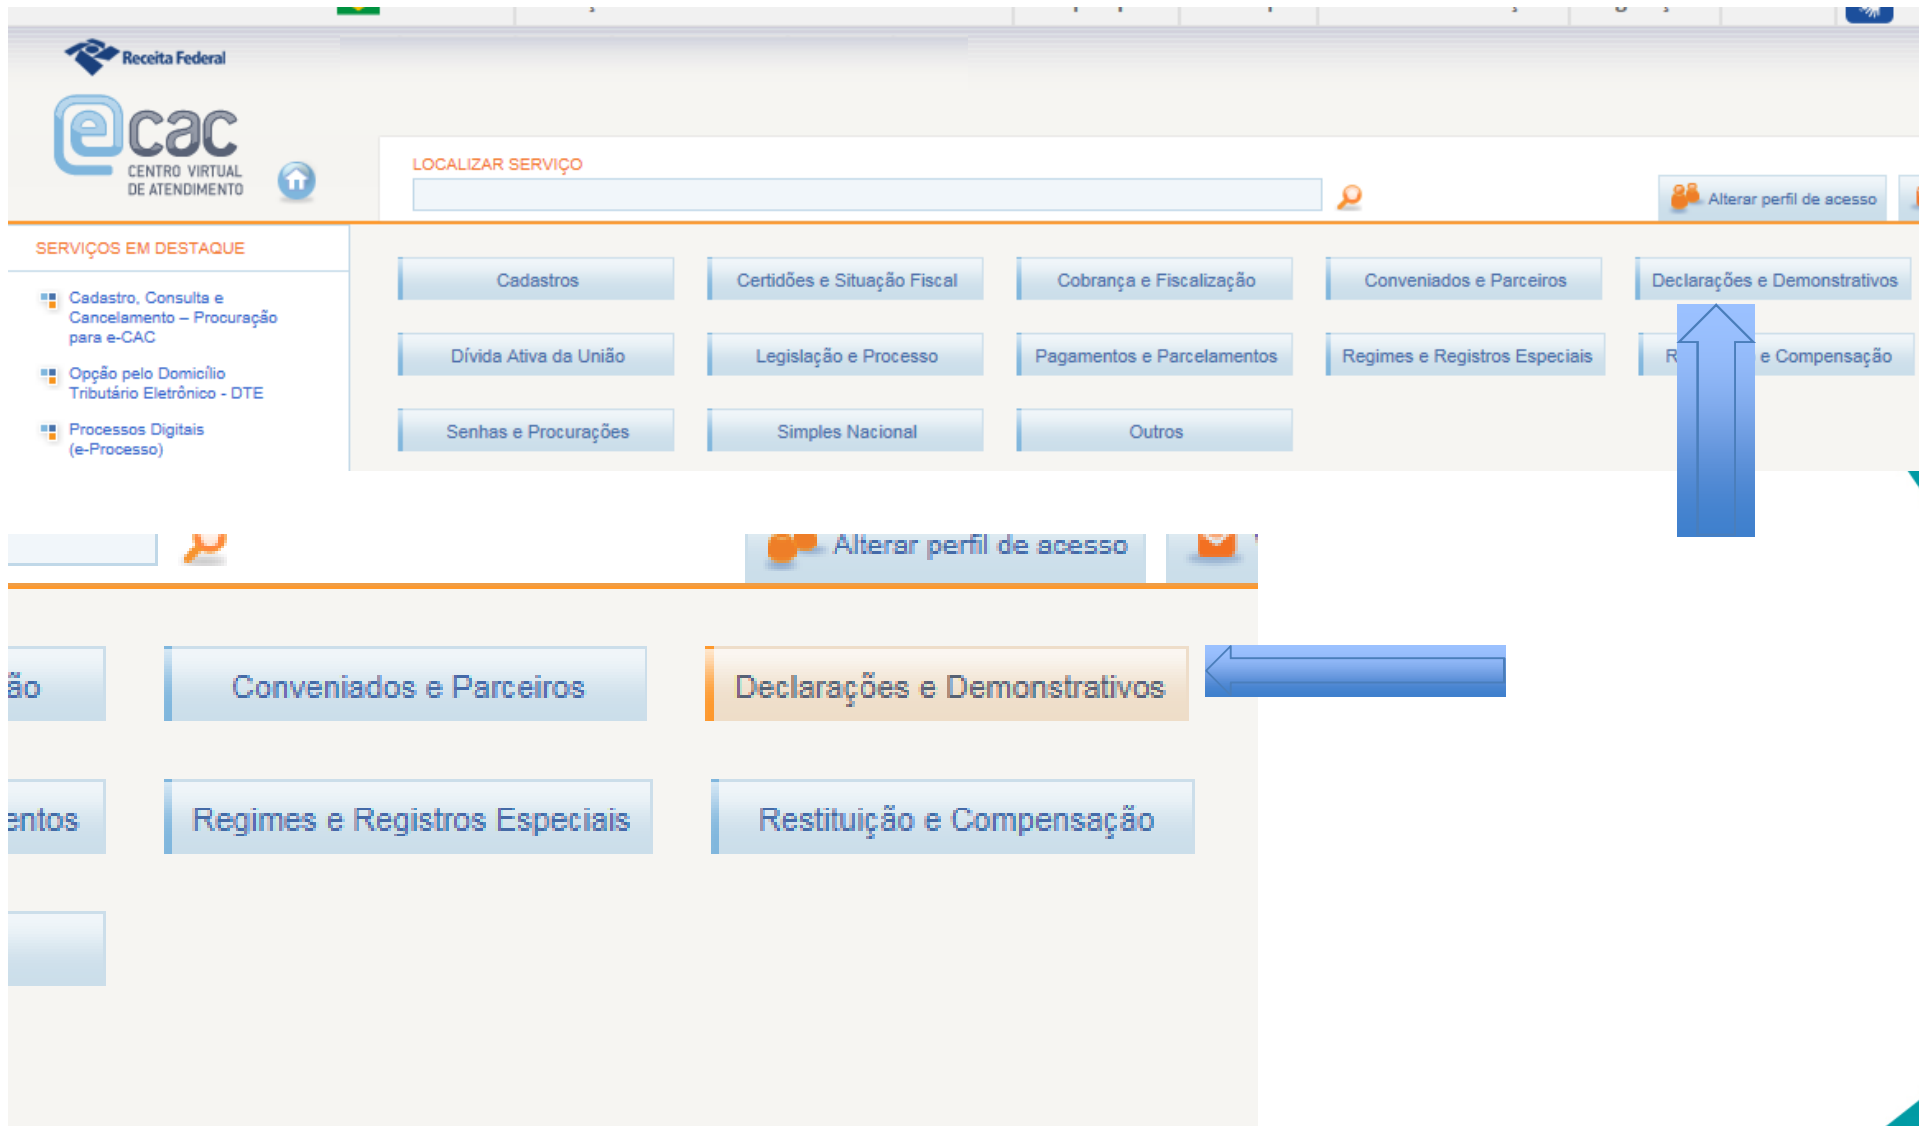 Receita Federal
e cac
CENTRO VIRTUAL
DE ATENDIMENTO
LOCALIZAR SERVIÇO
Alterar perfil de acesso
SERVIÇOS EM DESTAQUE
Cadastro, Consulta e
Cancelamento – Procuração
para e-CAC
Opção pelo Domicílio
Tributário Eletrônico - DTE
Processos Digitais
(e-Processo)
Cadastros
Certidões e Situação Fiscal
Cobrança e Fiscalização
Conveniados e Parceiros
Declarações e Demonstrativos
Dívida Ativa da União
Legislação e Processo
Pagamentos e Parcelamentos
Regimes e Registros Especiais
R e Compensação
Senhas e Procurações
Simples Nacional
Outros
Alterar perfil de acesso
ão
Conveniados e Parceiros
Declarações e Demonstrativos
entos
Regimes e Registros Especiais
Restituição e Compensação